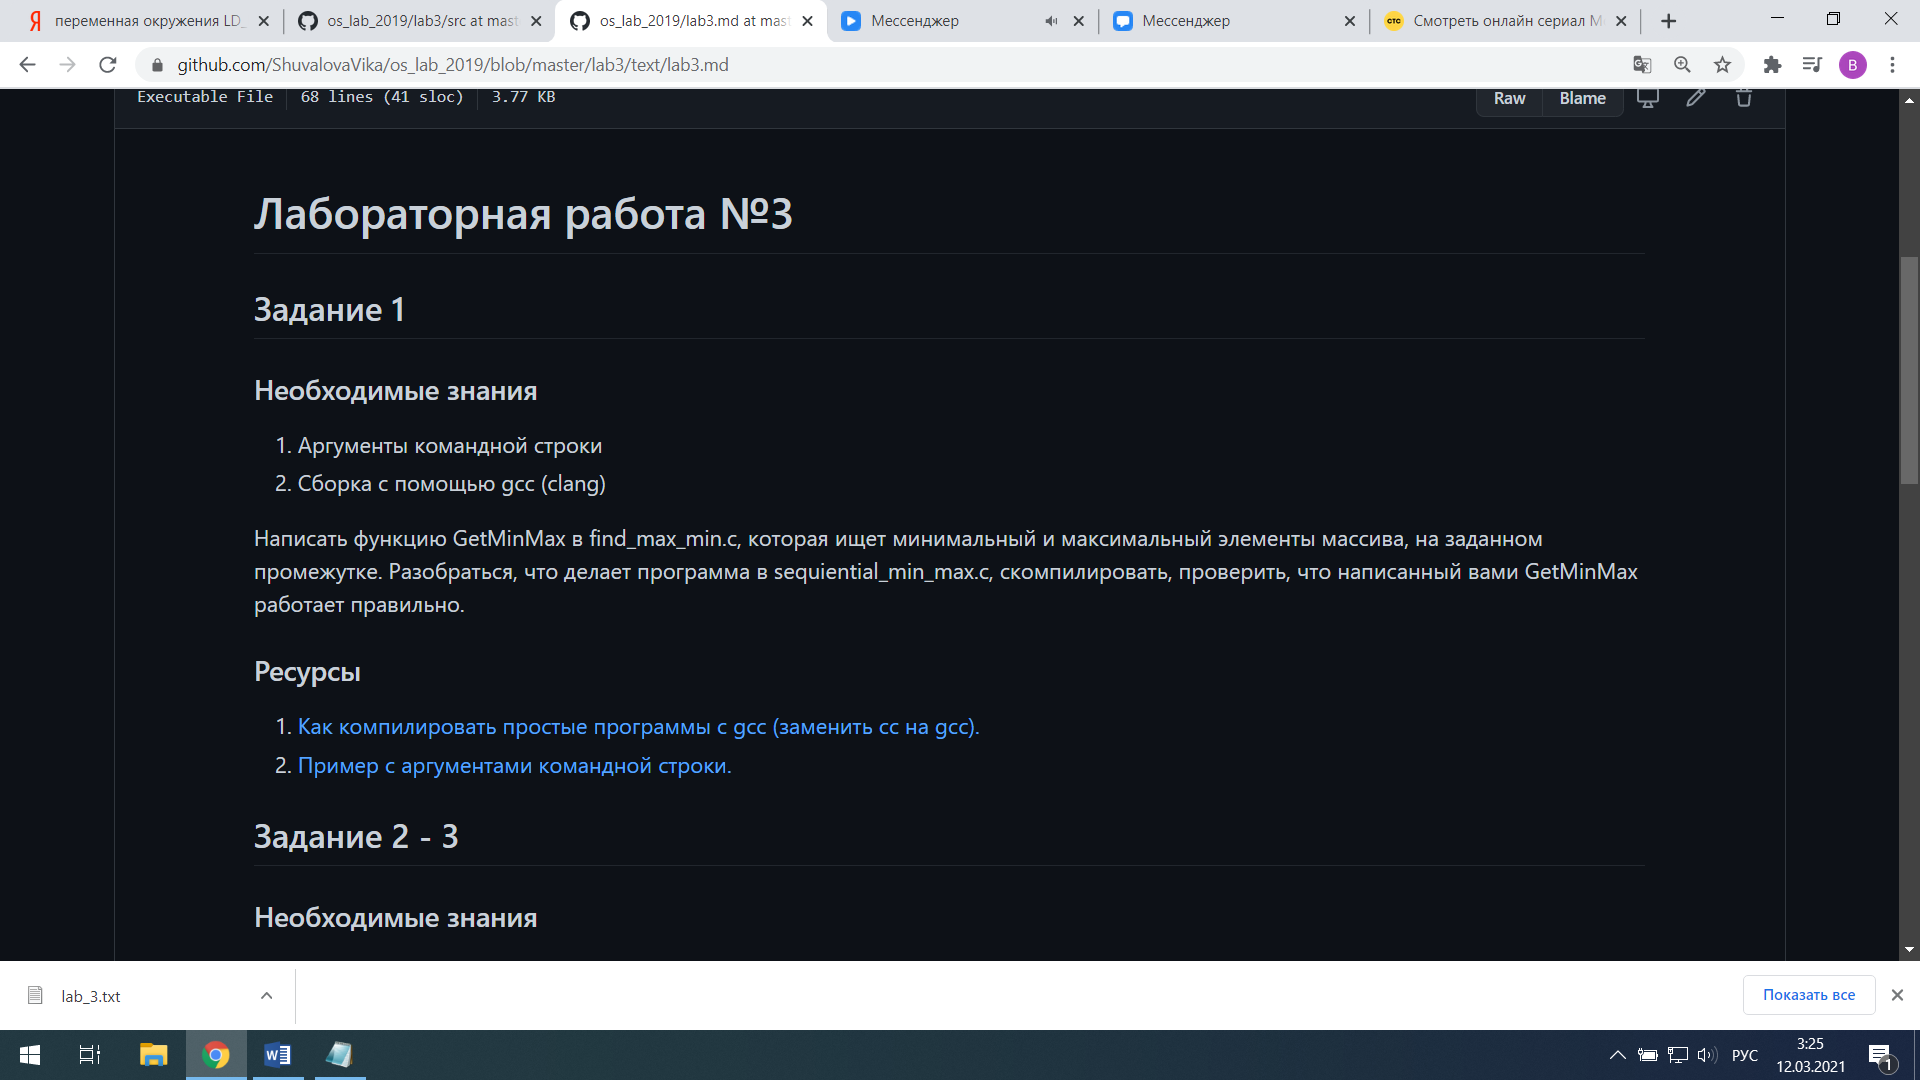 переменная окружения LD_
os_lab_2019/lab3/src at mast
os_lab_2019/lab3.md at mast
Мессенджер
Мессенджер
Смотреть онлайн сериал М
github.com/ShuvalovaVika/os_lab_2019/blob/master/lab3/text/lab3.md
В
Executable File 68 lines (41 sloc) 3.77 KB
Raw Blame
Лабораторная работа №3
Задание 1
Необходимые знания
1. Аргументы командной строки
2. Сборка с помощью gcc (clang)
Написать функцию GetMinMax в find_max_min.c, которая ищет минимальный и максимальный элементы массива, на заданном
промежутке. Разобраться, что делает программа в sequiential_min_max.c, скомпилировать, проверить, что написанный вами GetMinMax
работает правильно.
Ресурсы
1. Как компилировать простые программы с gcc (заменить cc на gcc).
2. Пример с аргументами командной строки.
Задание 2 - 3
Необходимые знания
lab_3.txt
Показать все
РУС
3:25
12.03.2021
1